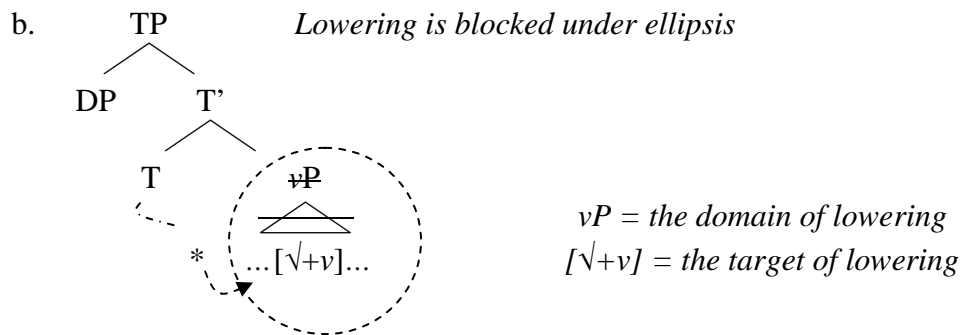 b. TP Lowering is blocked under ellipsis
DP T’
T vP
vP = the domain of lowering
* …[√+v]… [√+v] = the target of lowering